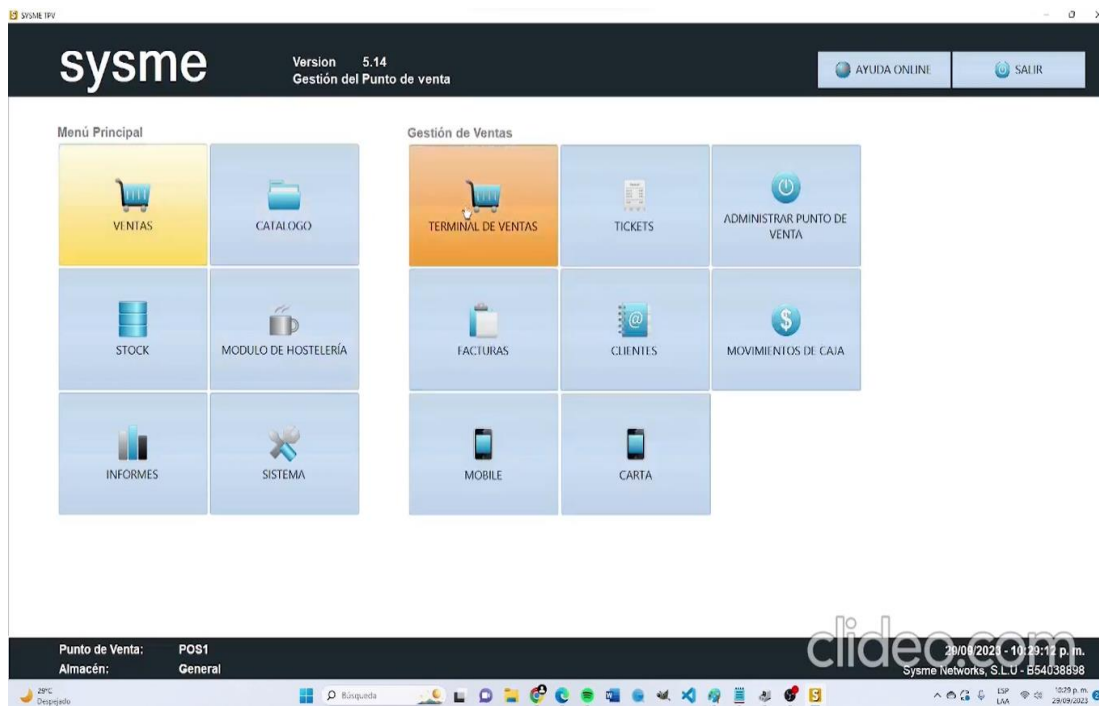 SYSME TPV
sysme
Version 5.14
Gestión del Punto de venta
AYUDA ONLINE
SALIR
Menú Principal
Gestión de Ventas
VENTAS
CATALOGO
TERMINAL DE VENTAS
TICKETS
ADMINISTRAR PUNTO DE
VENTA
STOCK
MODULO DE HOSTELERÍA
FACTURAS
CLIENTES
MOVIMIENTOS DE CAJA
INFORMES
SISTEMA
MOBILE
CARTA
clideo.com
Punto de Venta: POS1
29/09/2023 - 10:29:12 p. m.
Almacén: General
Sysme Networks, S.L.U - B54038898
29°C
Despejado
Búsqueda
ESP
LAA
10:29 p. m.
29/09/2023